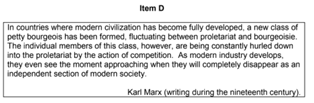 Item D
In countries where modern civilization has become fully developed, a new class of
petty bourgeois has been formed, fluctuating between proletariat and bourgeoisie.
The individual members of this class, however, are being constantly hurled down
into the proletariat by the action of competition. As modern industry develops,
they even see the moment approaching when they will completely disappear as an
independent section of modern society.
Karl Marx (writing during the nineteenth century).